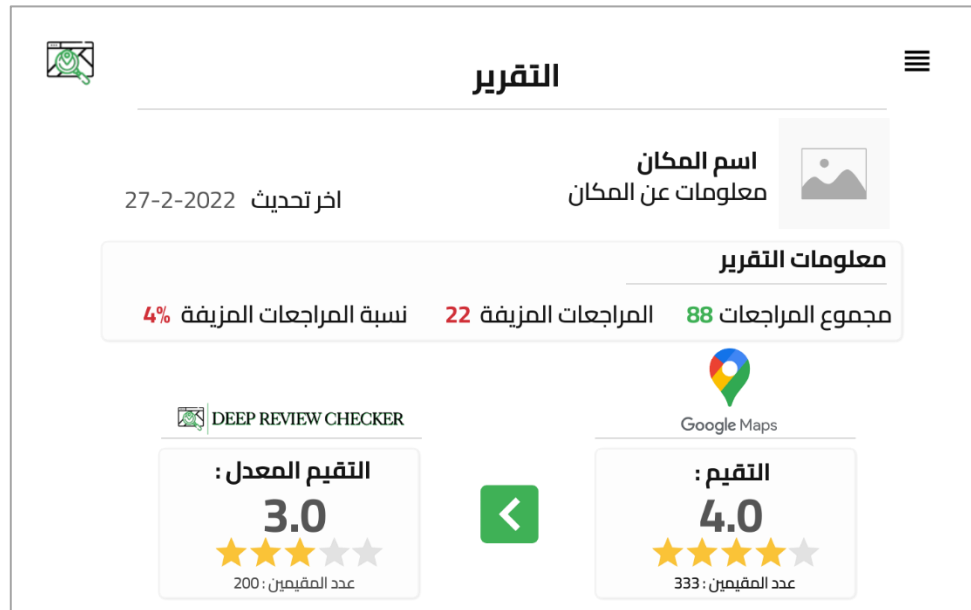 التقرير
اسم المكان
معلومات عن المكان
اخر تحديث 27-2-2022
معلومات التقرير
مجموع المراجعات 88 المراجعات المزيفة 22 نسبة المراجعات المزيفة 4%
Google Maps
التقيم :
4.0
عدد المقيمين : 333
DEEP REVIEW CHECKER
التقيم المعدل :
3.0
عدد المقيمين : 200